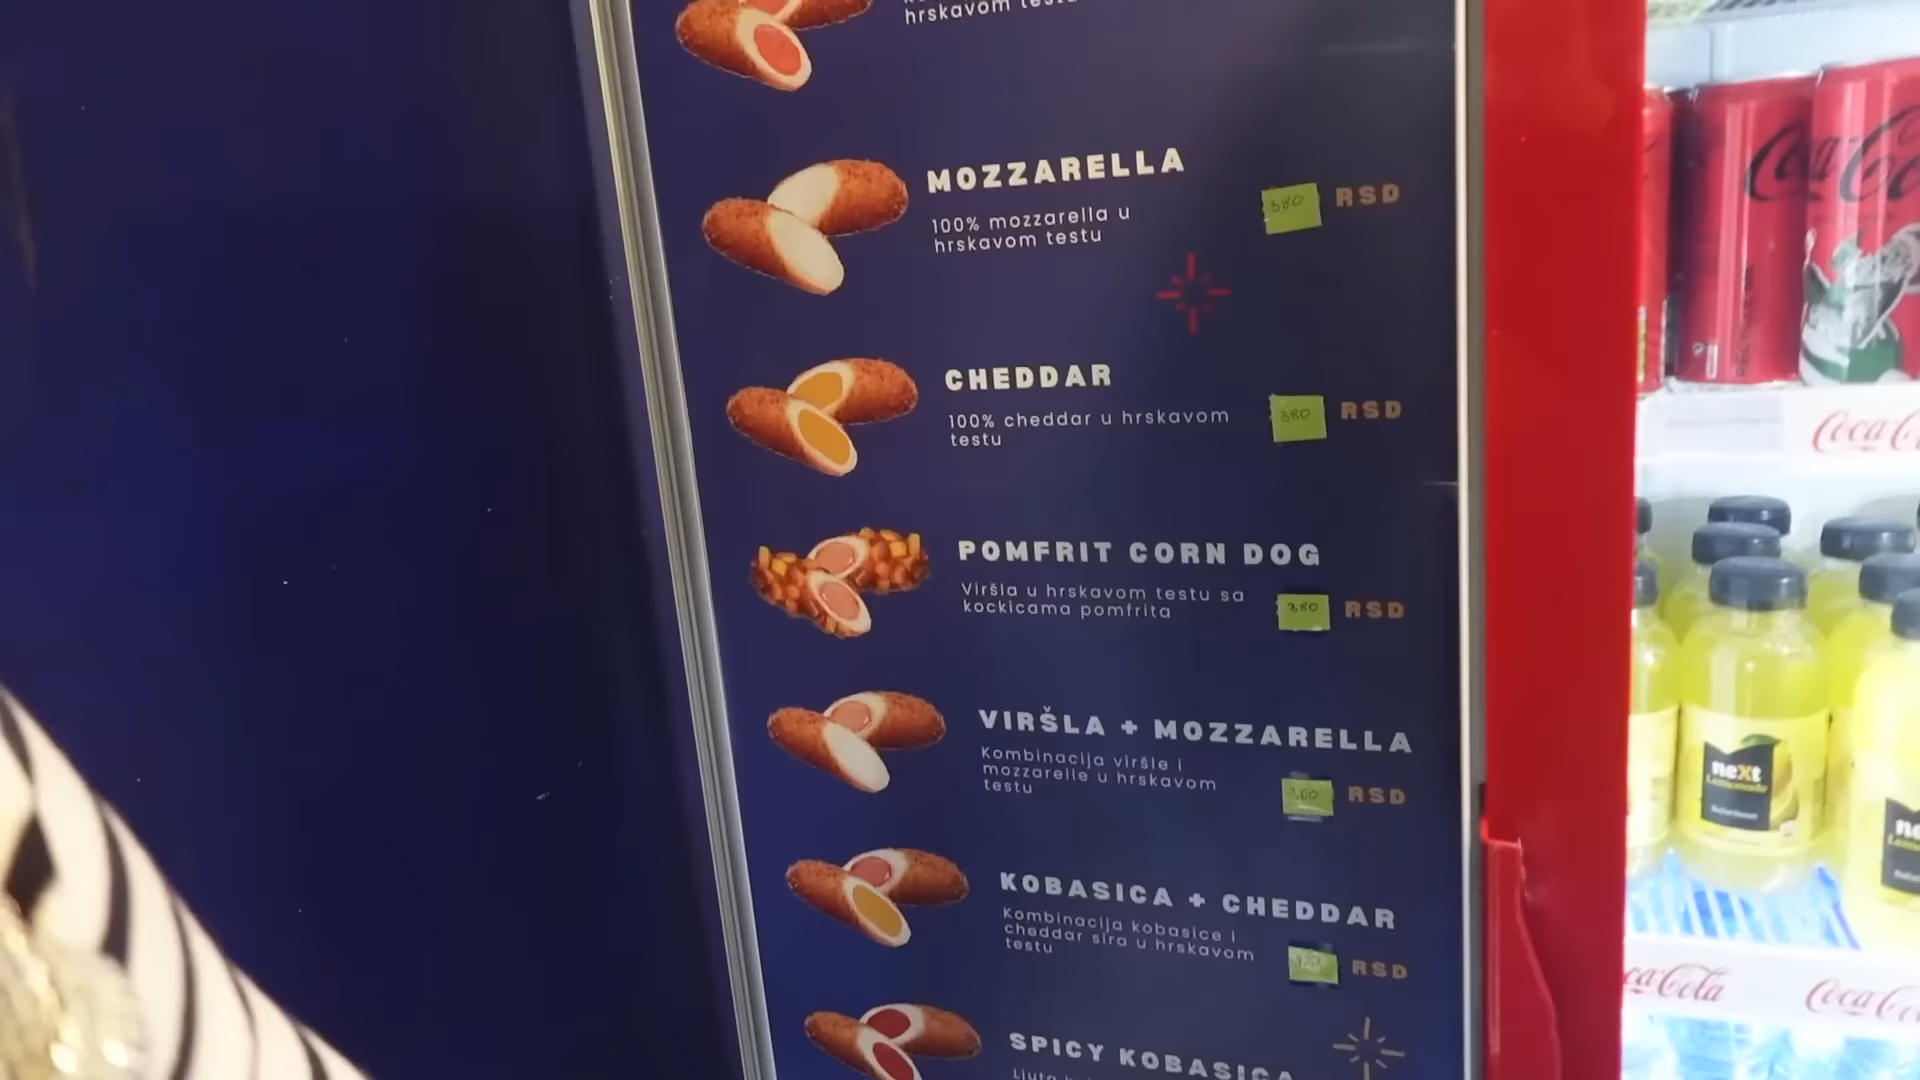 hrskavom testu
MOZZARELLA
100% mozzarella u
hrskavom testu
380 RSD
CHEDDAR
100% cheddar u hrskavom
testu
380 RSD
POMFRIT CORN DOG
Viršla u hrskavom testu sa
kockicama pomfrita
RSD
VIRŠLA + MOZZARELLA
Kombinacija viršle i
mozzarelle u hrskavom
testu
RSD
KOBASICA + CHEDDAR
Kombinacija kobasice i
cheddar sira u hrskavom
testu
RSD
SPICY KOBASICA
Coca Cola
neXt
Lemonade
Coca-Cola